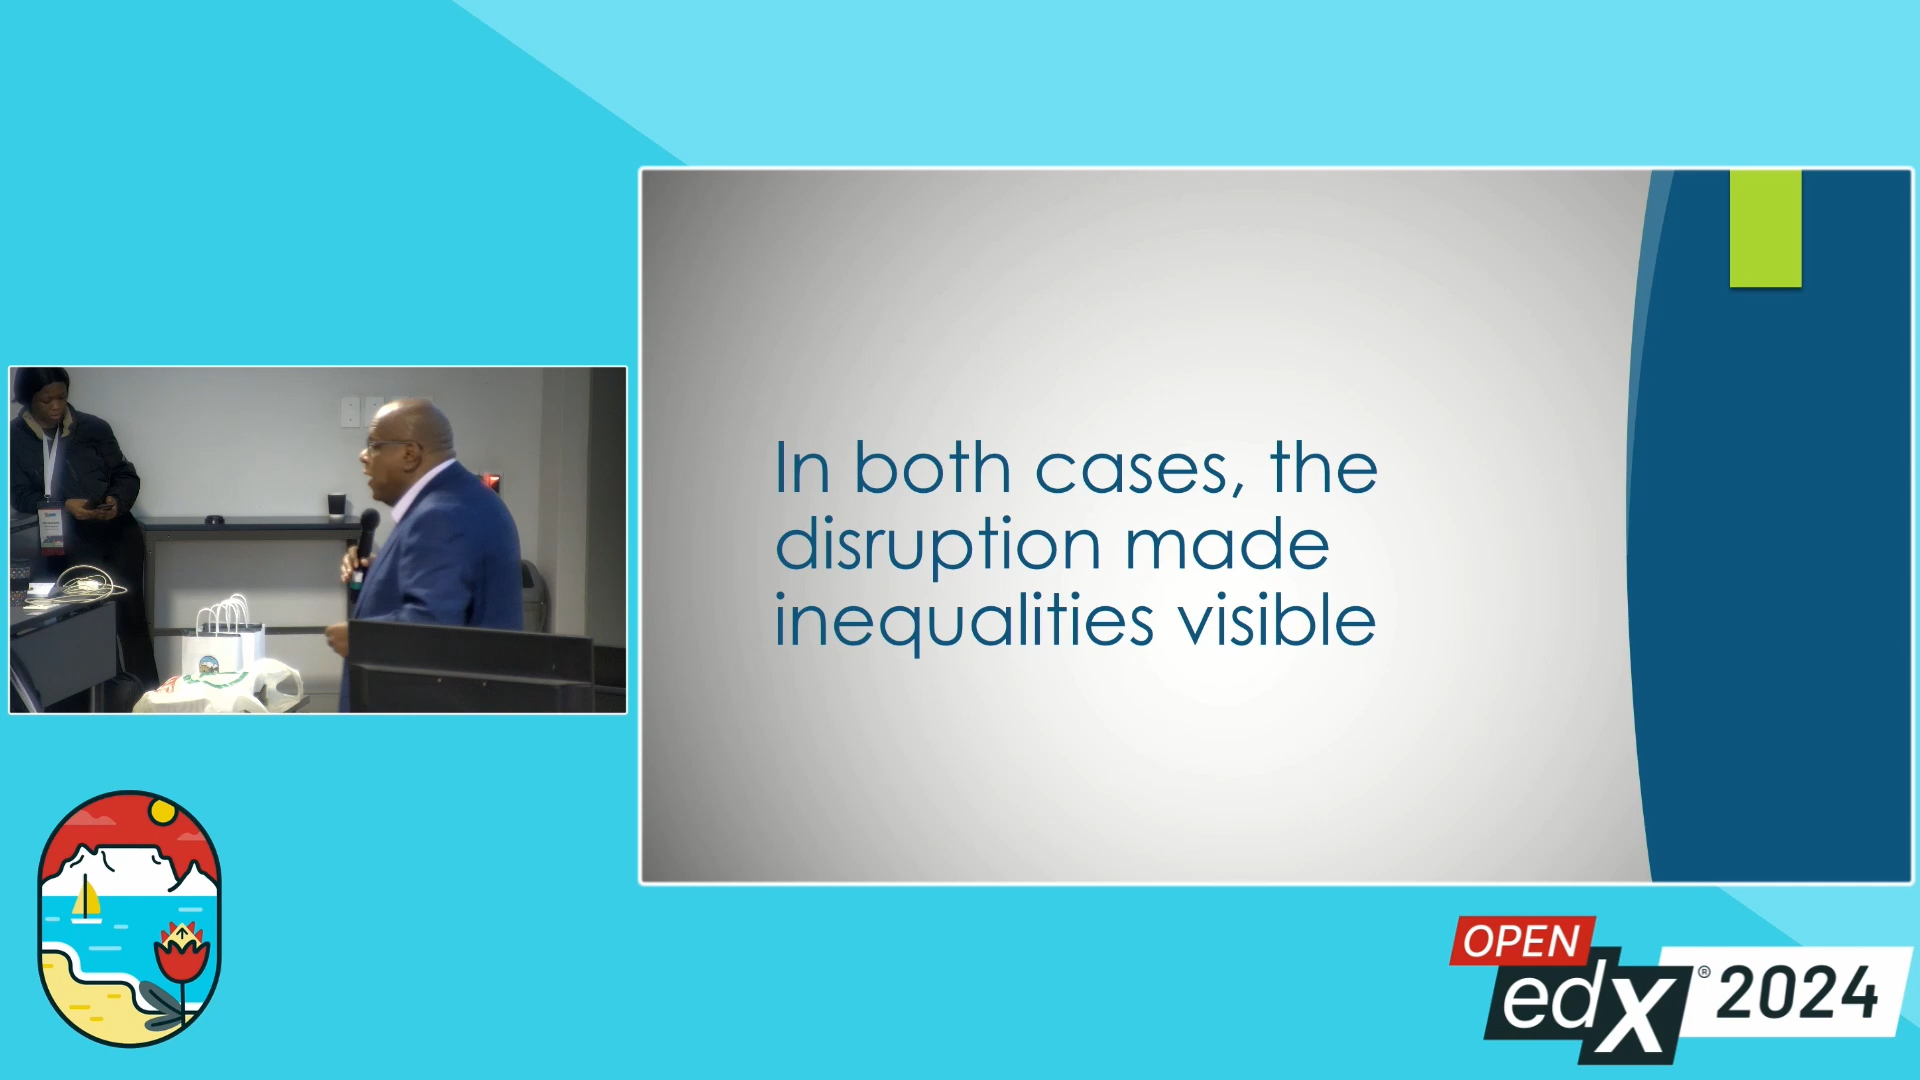 In both cases, the
disruption made
inequalities visible
OPEN
edX® 2024